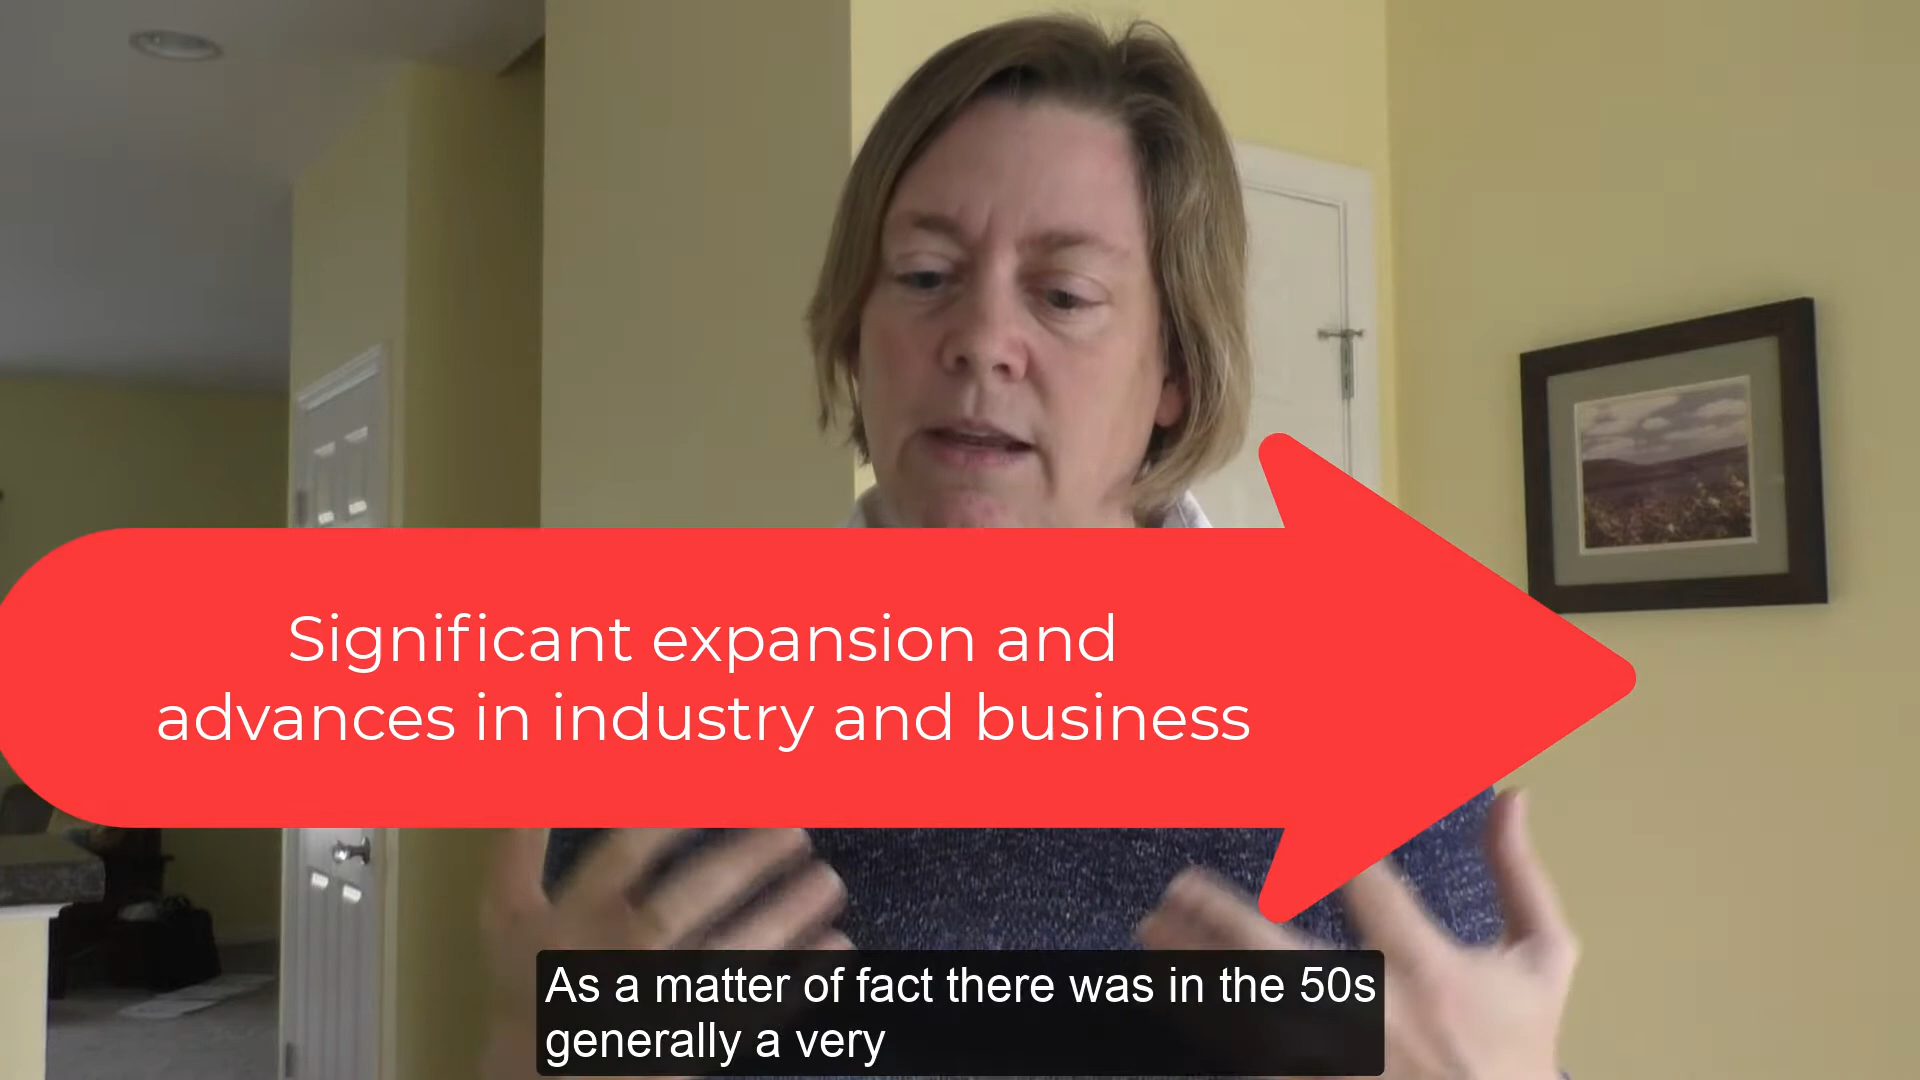 Significant expansion and
advances in industry and business
As a matter of fact there was in the 50s
generally a very